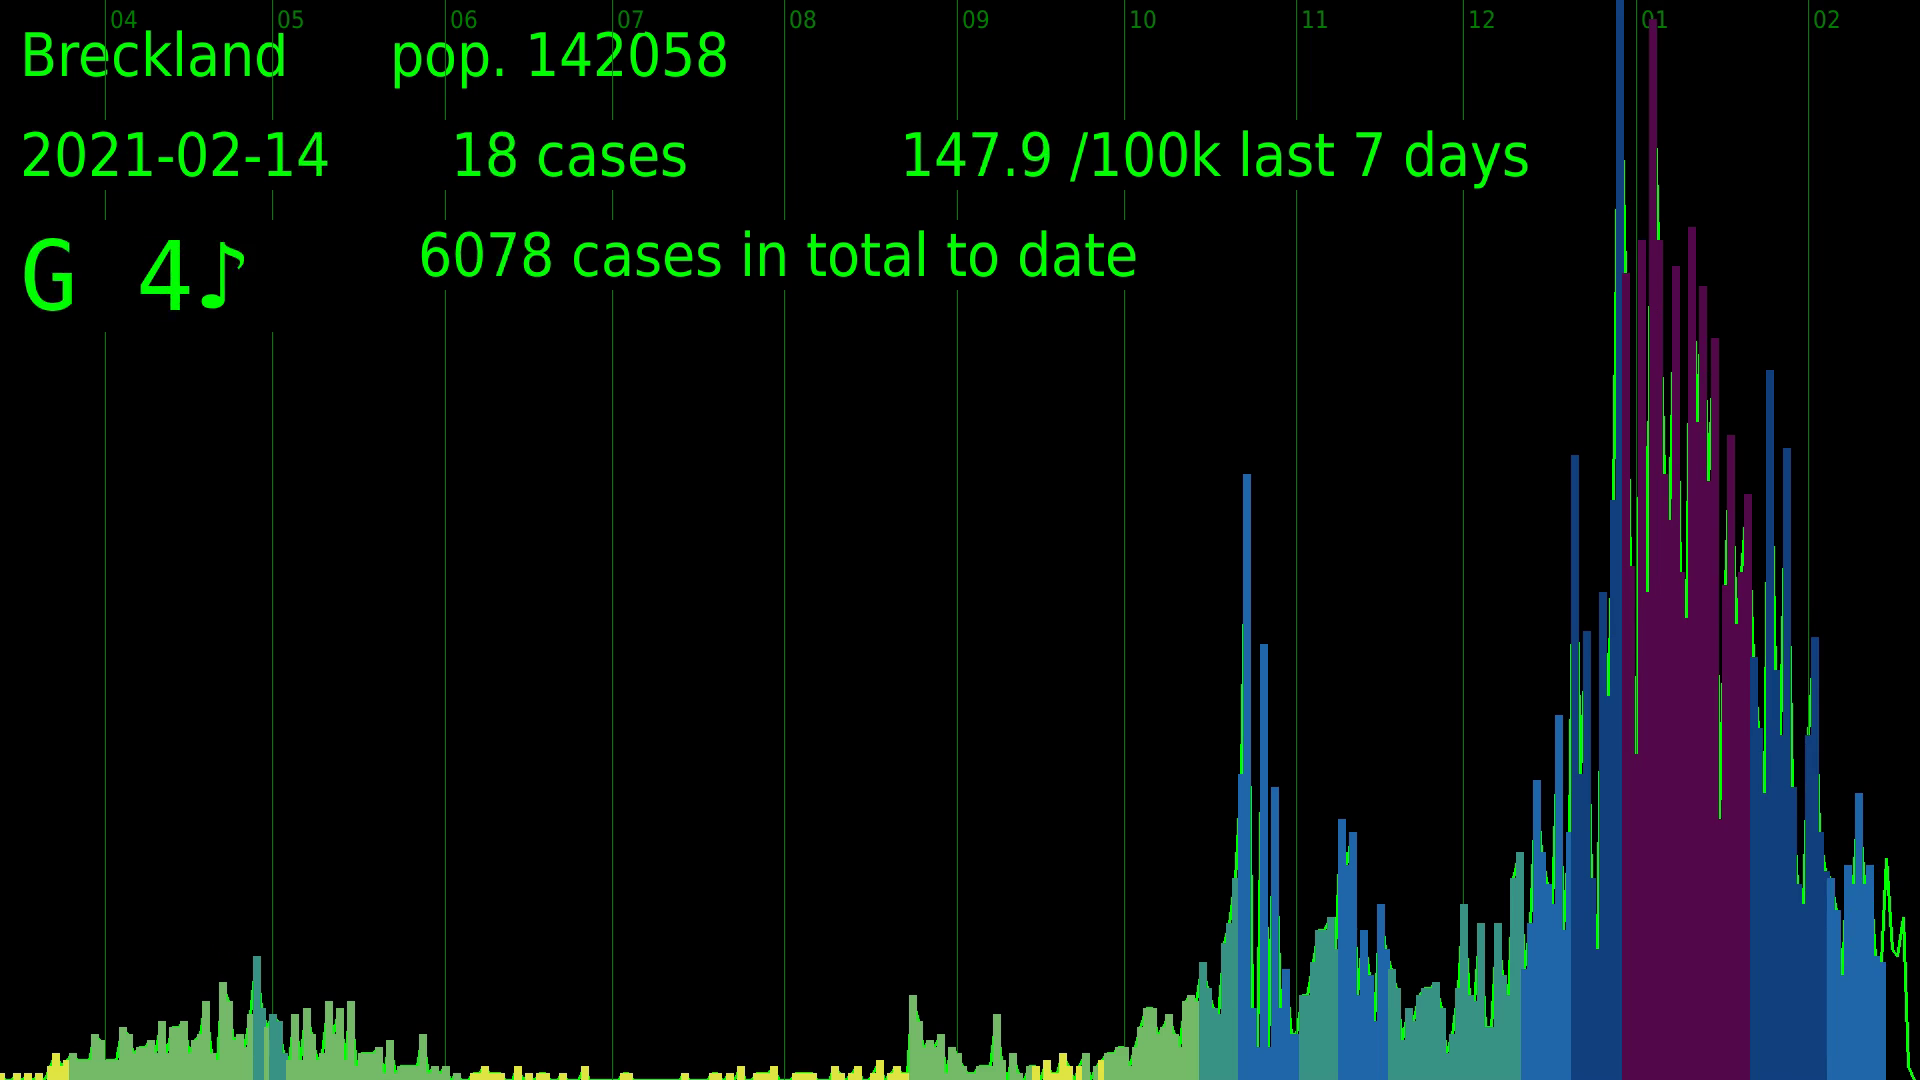 04 05 06 07 08 09 10 11 12 01 02
Breckland pop. 142058
2021-02-14 18 cases 147.9 /100k last 7 days
G 4♪ 6078 cases in total to date